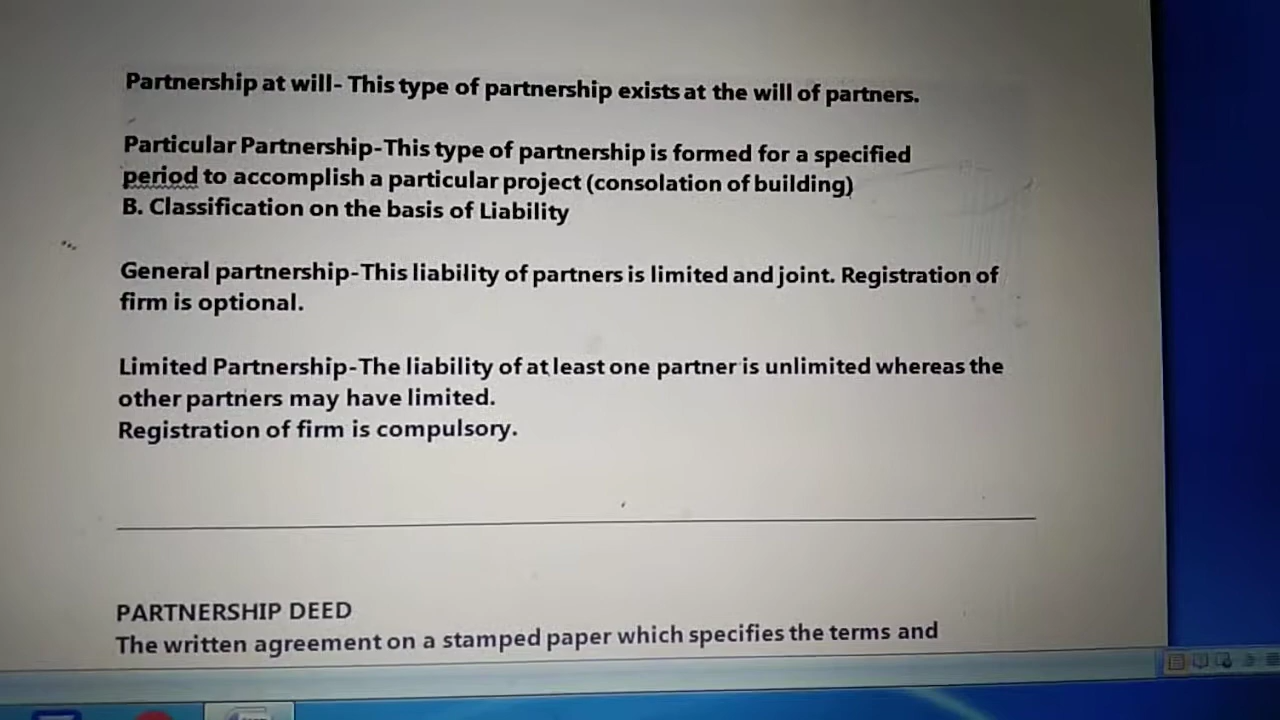 Partnership at will- This type of partnership exists at the will of partners.
Particular Partnership-This type of partnership is formed for a specified
period to accomplish a particular project (consolation of building)
B. Classification on the basis of Liability
General partnership-This liability of partners is limited and joint. Registration of
firm is optional.
Limited Partnership-The liability of at least one partner is unlimited whereas the
other partners may have limited.
Registration of firm is compulsory.
PARTNERSHIP DEED
The written agreement on a stamped paper which specifies the terms and